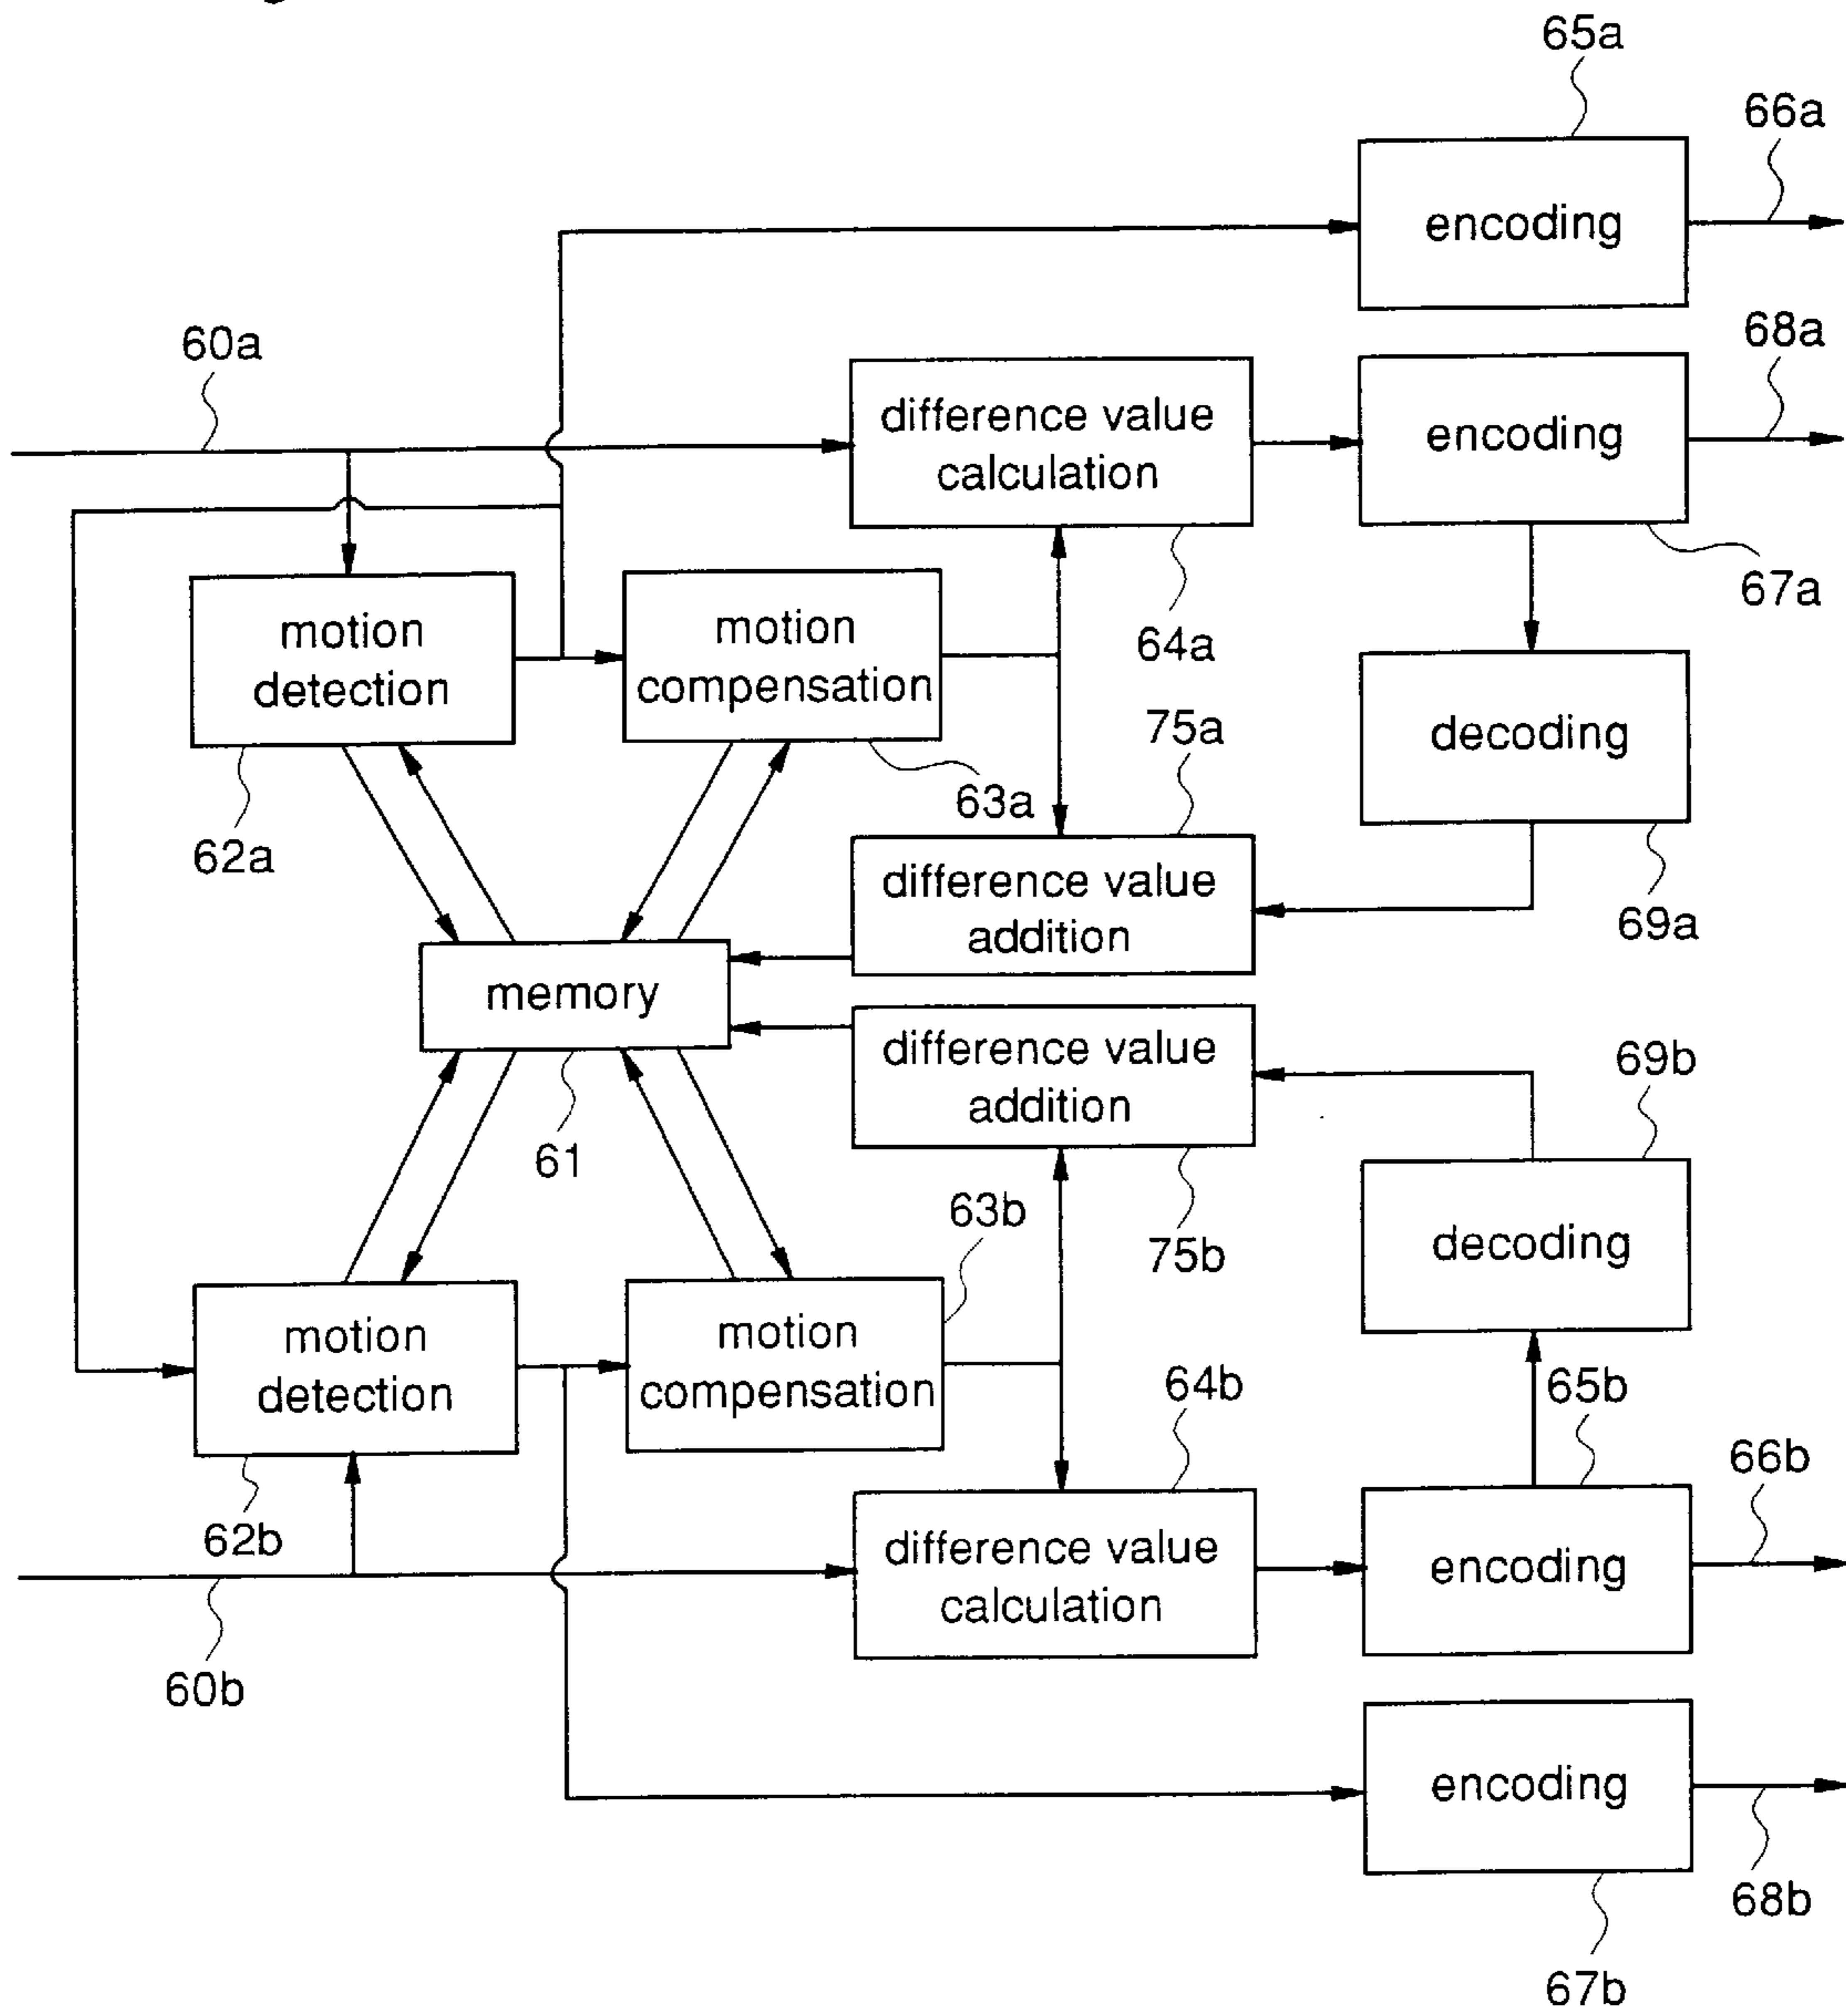 65a
66a
encoding
60a
68a
difference value
calculation
encoding
67a
64a
motion
detection
motion
compensation
75a
decoding
63a
62a
difference value
addition
69a
memory
difference value
addition
69b
61
63b
75b
decoding
motion
detection
motion
compensation
64b
65b
66b
62b
difference value
calculation
encoding
60b
encoding
68b
67b